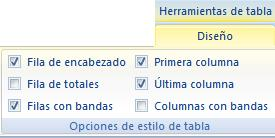 Herramientas de tabla
Diseño
Fila de encabezado Primera columna
Fila de totales Última columna
Filas con bandas Columnas con bandas
Opciones de estilo de tabla